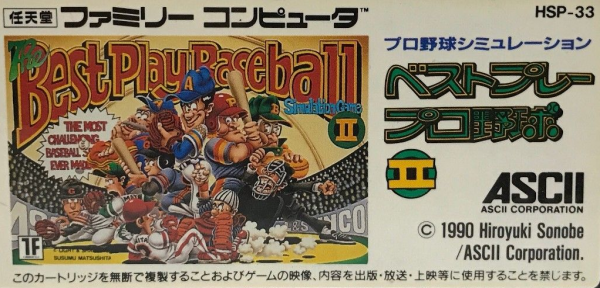 任天堂 ファミリー コンピュータ™
HSP-33
The
Best Play Baseball
Simulation Game
II
THE MOST
CHALLENGING
BASEBALL
EVER MADE
1F
SUSUMU MATSUSHITA
プロ野球シミュレーション
ベストプレー
プロ野球
II
ASCII
ASCII CORPORATION
© 1990 Hiroyuki Sonobe
/ASCII Corporation.
このカートリッジを無断で複製することおよびゲームの映像、内容を出版・放送・上映等に使用することを禁じます。